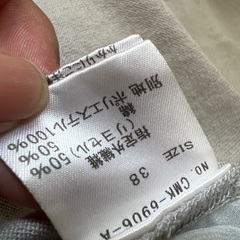 NO. CMK-6906-A
SIZE 38
指定外繊維
(リヨセル) 50%
綿 50%
別地 ポリエステル100%